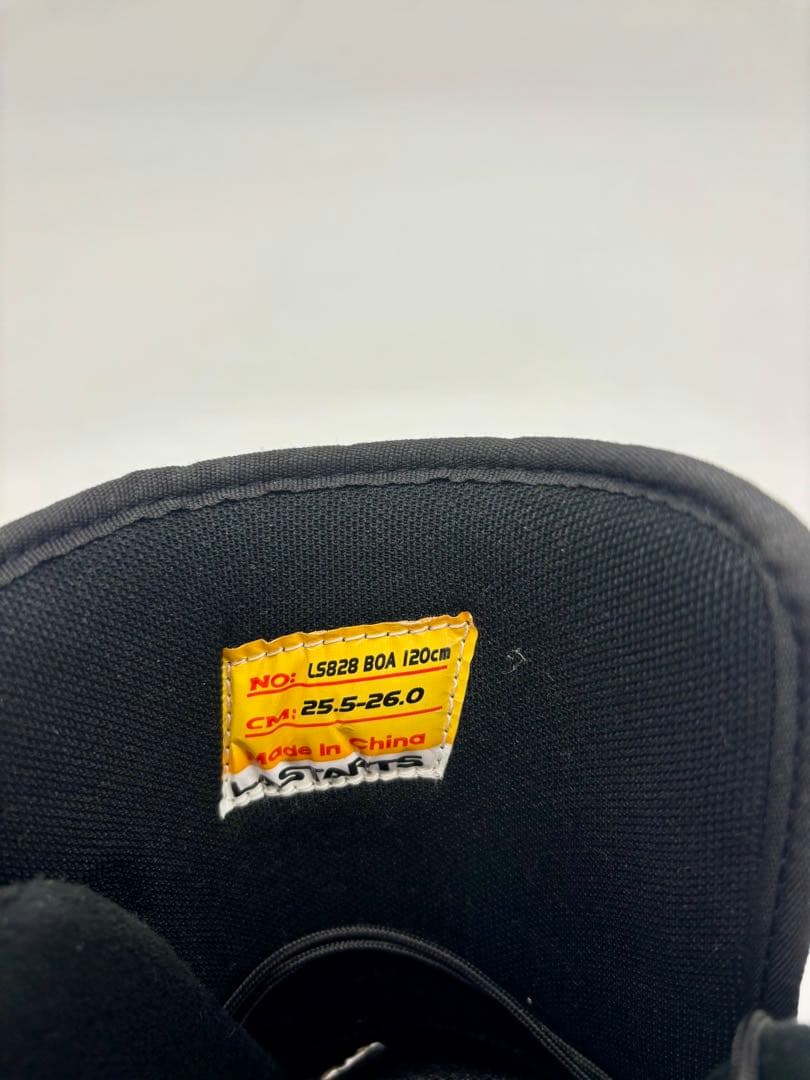 NO: LS828 BOA 120cm
CM: 25.5-26.0
Made In China
LASTARTS